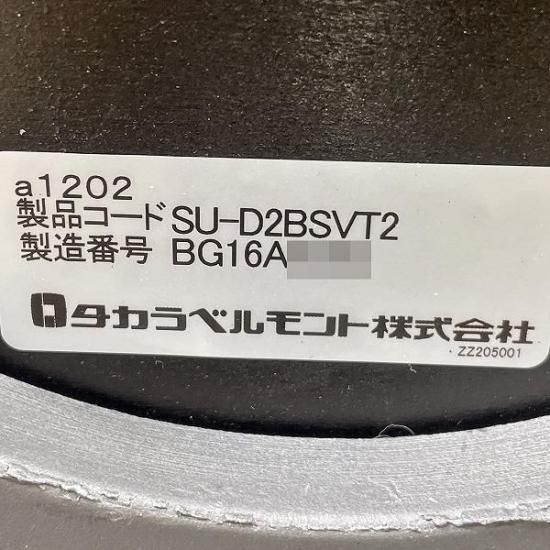 a1202
製品コード SU-D2BSVT2
製造番号 BG16A
タカラベルモント株式会社
ZZ205001